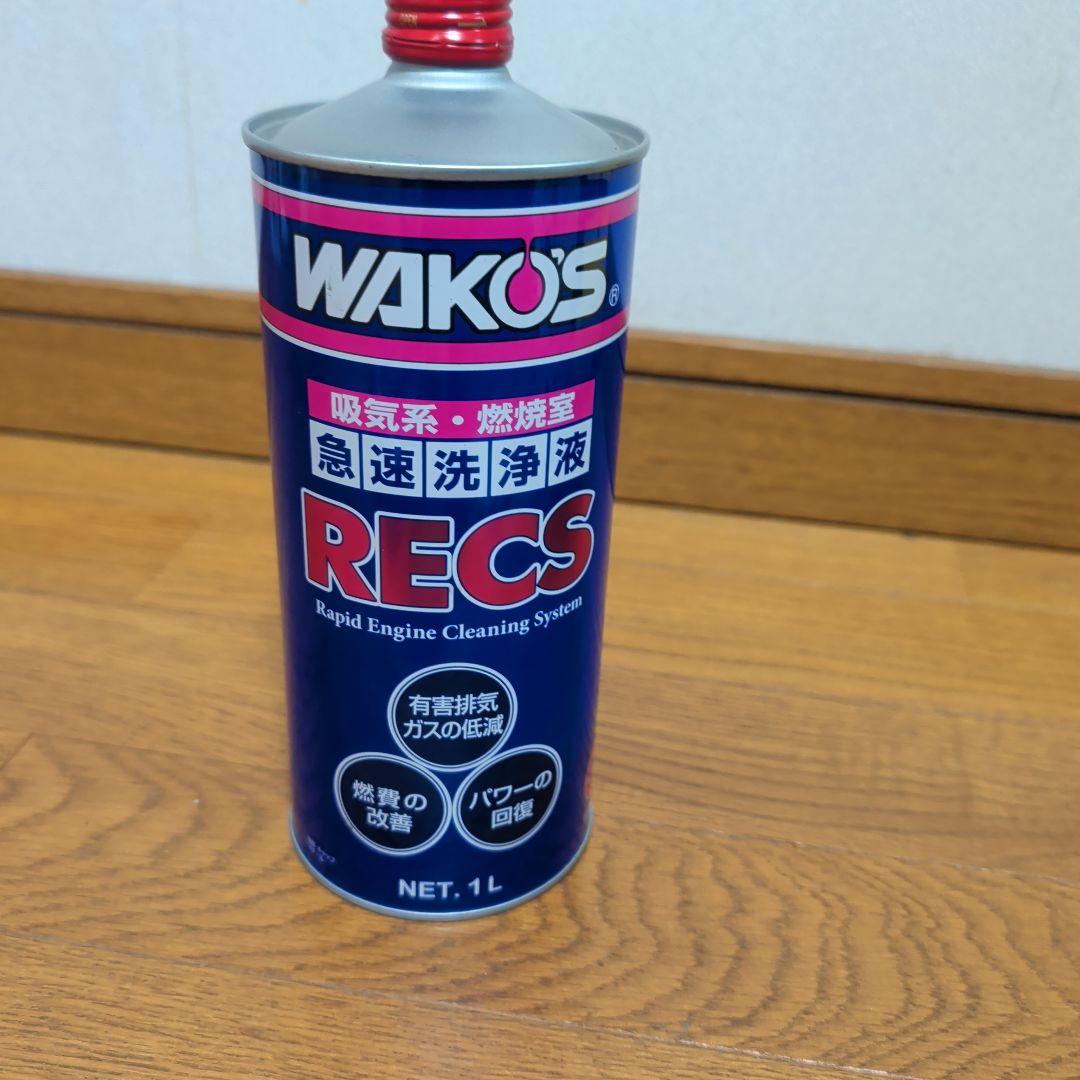 OPEN
WAKO'S®
吸気系・燃焼室
急速洗浄液
RECS
Rapid Engine Cleaning System
有害排気
ガスの低減
燃費の
改善
パワーの
回復
NET. 1L